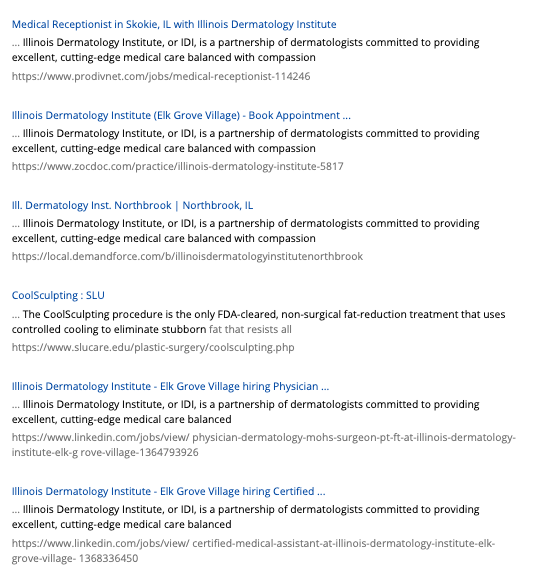 Medical Receptionist in Skokie, IL with Illinois Dermatology Institute
... Illinois Dermatology Institute, or IDI, is a partnership of dermatologists committed to providing
excellent, cutting-edge medical care balanced with compassion
https://www.prodivnet.com/jobs/medical-receptionist-114246
Illinois Dermatology Institute (Elk Grove Village) - Book Appointment ...
... Illinois Dermatology Institute, or IDI, is a partnership of dermatologists committed to providing
excellent, cutting-edge medical care balanced with compassion
https://www.zocdoc.com/practice/illinois-dermatology-institute-5817
Ill. Dermatology Inst. Northbrook | Northbrook, IL
... Illinois Dermatology Institute, or IDI, is a partnership of dermatologists committed to providing
excellent, cutting-edge medical care balanced with compassion
https://local.demandforce.com/b/illinoisdermatologyinstitutenorthbrook
CoolSculpting : SLU
... The CoolSculpting procedure is the only FDA-cleared, non-surgical fat-reduction treatment that uses
controlled cooling to eliminate stubborn fat that resists all
https://www.slucare.edu/plastic-surgery/coolsculpting.php
Illinois Dermatology Institute - Elk Grove Village hiring Physician ...
... Illinois Dermatology Institute, or IDI, is a partnership of dermatologists committed to providing
excellent, cutting-edge medical care balanced
https://www.linkedin.com/jobs/view/ physician-dermatology-mohs-surgeon-pt-ft-at-illinois-dermatology-
institute-elk-g rove-village-1364793926
Illinois Dermatology Institute - Elk Grove Village hiring Certified ...
... Illinois Dermatology Institute, or IDI, is a partnership of dermatologists committed to providing
excellent, cutting-edge medical care balanced
https://www.linkedin.com/jobs/view/ certified-medical-assistant-at-illinois-dermatology-institute-elk-
grove-village- 1368336450